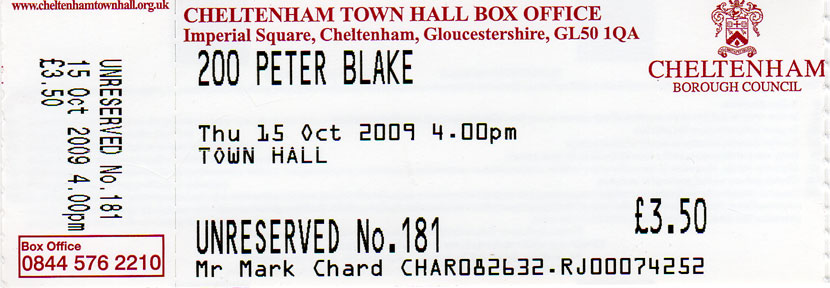 www.cheltenhamtownhall.org.uk
UNRESERVED No.181
15 Oct 2009 4.00pm
£3.50
Box Office
0844 576 2210
CHELTENHAM TOWN HALL BOX OFFICE
Imperial Square, Cheltenham, Gloucestershire, GL50 1QA
200 PETER BLAKE
Thu 15 Oct 2009 4.00pm
TOWN HALL
UNRESERVED No.181
£3.50
Mr Mark Chard CHAR082632.RJ00074252
CHELTENHAM
BOROUGH COUNCIL